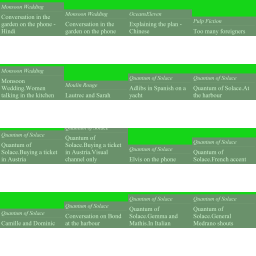 Monsoon Wedding
Conversation in the
garden on the phone -
Hindi
Monsoon Wedding
Conversation in the
garden on the phone
OceansEleven
Explaining the plan -
Chinese
Pulp Fiction
Too many foreigners
Monsoon Wedding
Monsoon
Wedding.Women
talking in the kitchen
Moulin Rouge
Lautrec and Sarah
Quantum of Solace
Adlibs in Spanish on a
yacht
Quantum of Solace
Quantum of Solace.At
the harbour
Quantum of Solace
Quantum of
Solace.Buying a ticket
in Austria
Quantum of Solace
Quantum of
Solace.Buying a ticket
in Austria.Visual
channel only
Quantum of Solace
Elvis on the phone
Quantum of Solace
Quantum of
Solace.French accent
Quantum of Solace
Camille and Dominic
Quantum of Solace
Conversation on Bond
at the harbour
Quantum of Solace
Quantum of
Solace.Gemma and
Mathis.In Italian
Quantum of Solace
Quantum of
Solace.General
Medrano shouts